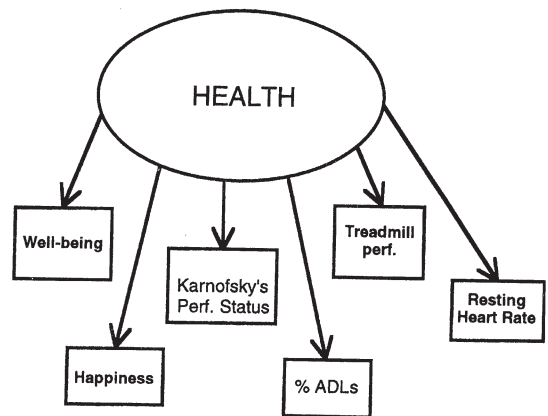 HEALTH
Well-being
Happiness
Karnofsky's
Perf. Status
% ADLs
Treadmill
perf.
Resting
Heart Rate